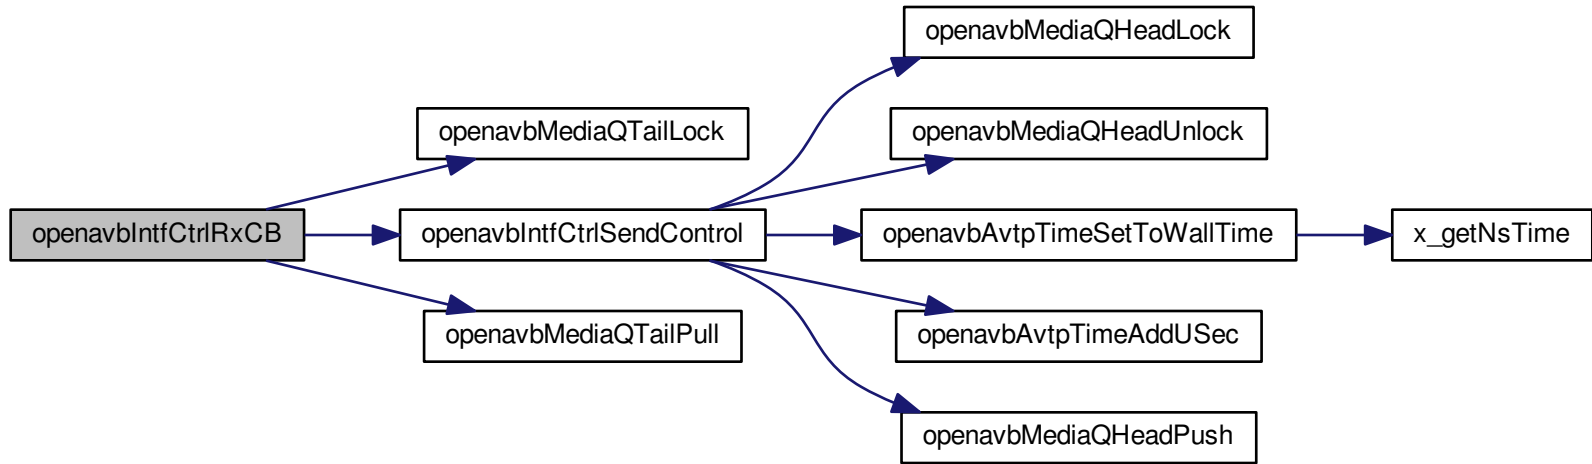 openavbMediaQHeadLock
openavbMediaQTailLock
openavbMediaQHeadUnlock
openavbIntfCtrlRxCB
openavbIntfCtrlSendControl
openavbAvtpTimeSetToWallTime
x_getNsTime
openavbMediaQTailPull
openavbAvtpTimeAddUSec
openavbMediaQHeadPush